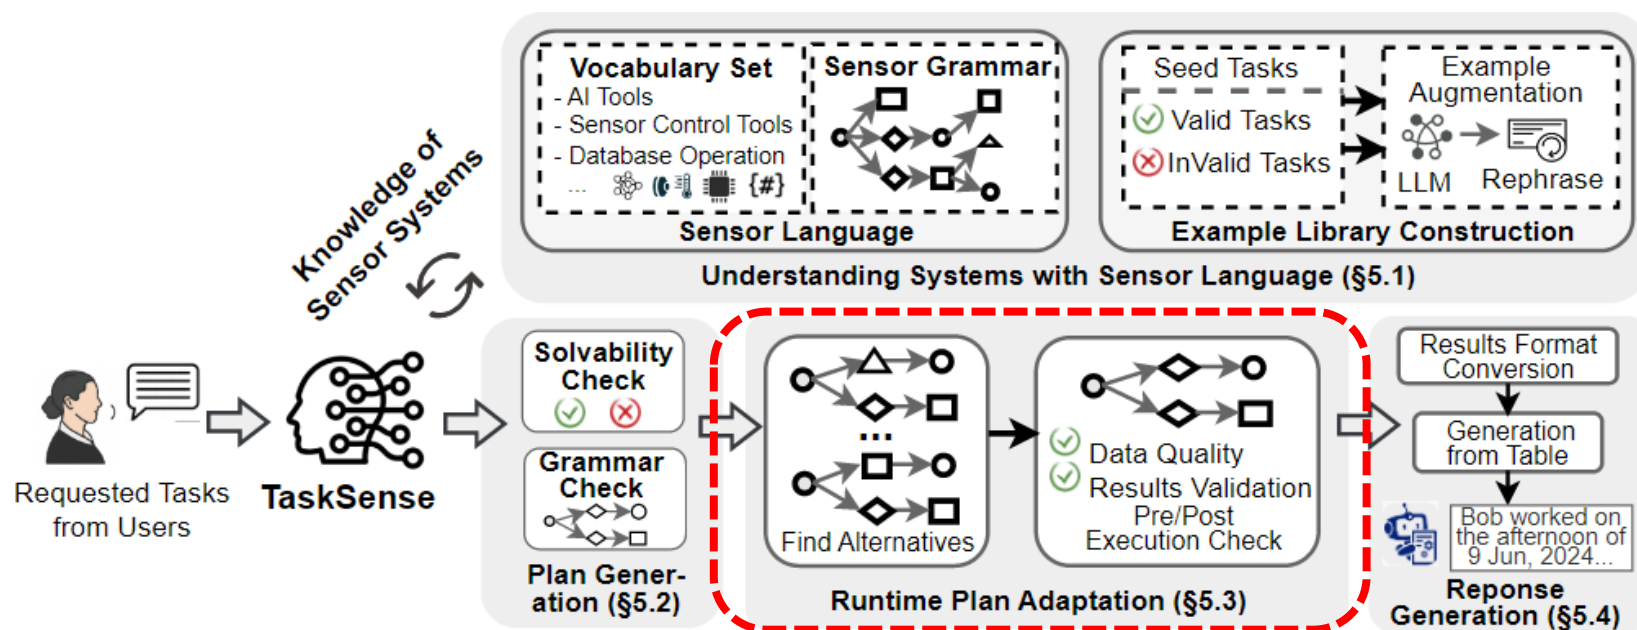 Vocabulary Set
- AI Tools
- Sensor Control Tools
- Database Operation
...
{#}
Sensor Grammar
Sensor Language
Seed Tasks
Valid Tasks
InValid Tasks
Example
Augmentation
LLM
Rephrase
Example Library Construction
Understanding Systems with Sensor Language (§5.1)
Knowledge of
Sensor Systems
Requested Tasks
from Users
TaskSense
Solvability
Check
Grammar
Check
Plan Gener-
ation (§5.2)
...
Find Alternatives
Data Quality
Results Validation
Pre/Post
Execution Check
Runtime Plan Adaptation (§5.3)
Results Format
Conversion
Generation
from Table
Bob worked on
the afternoon of
9 Jun, 2024...
Reponse
Generation (§5.4)